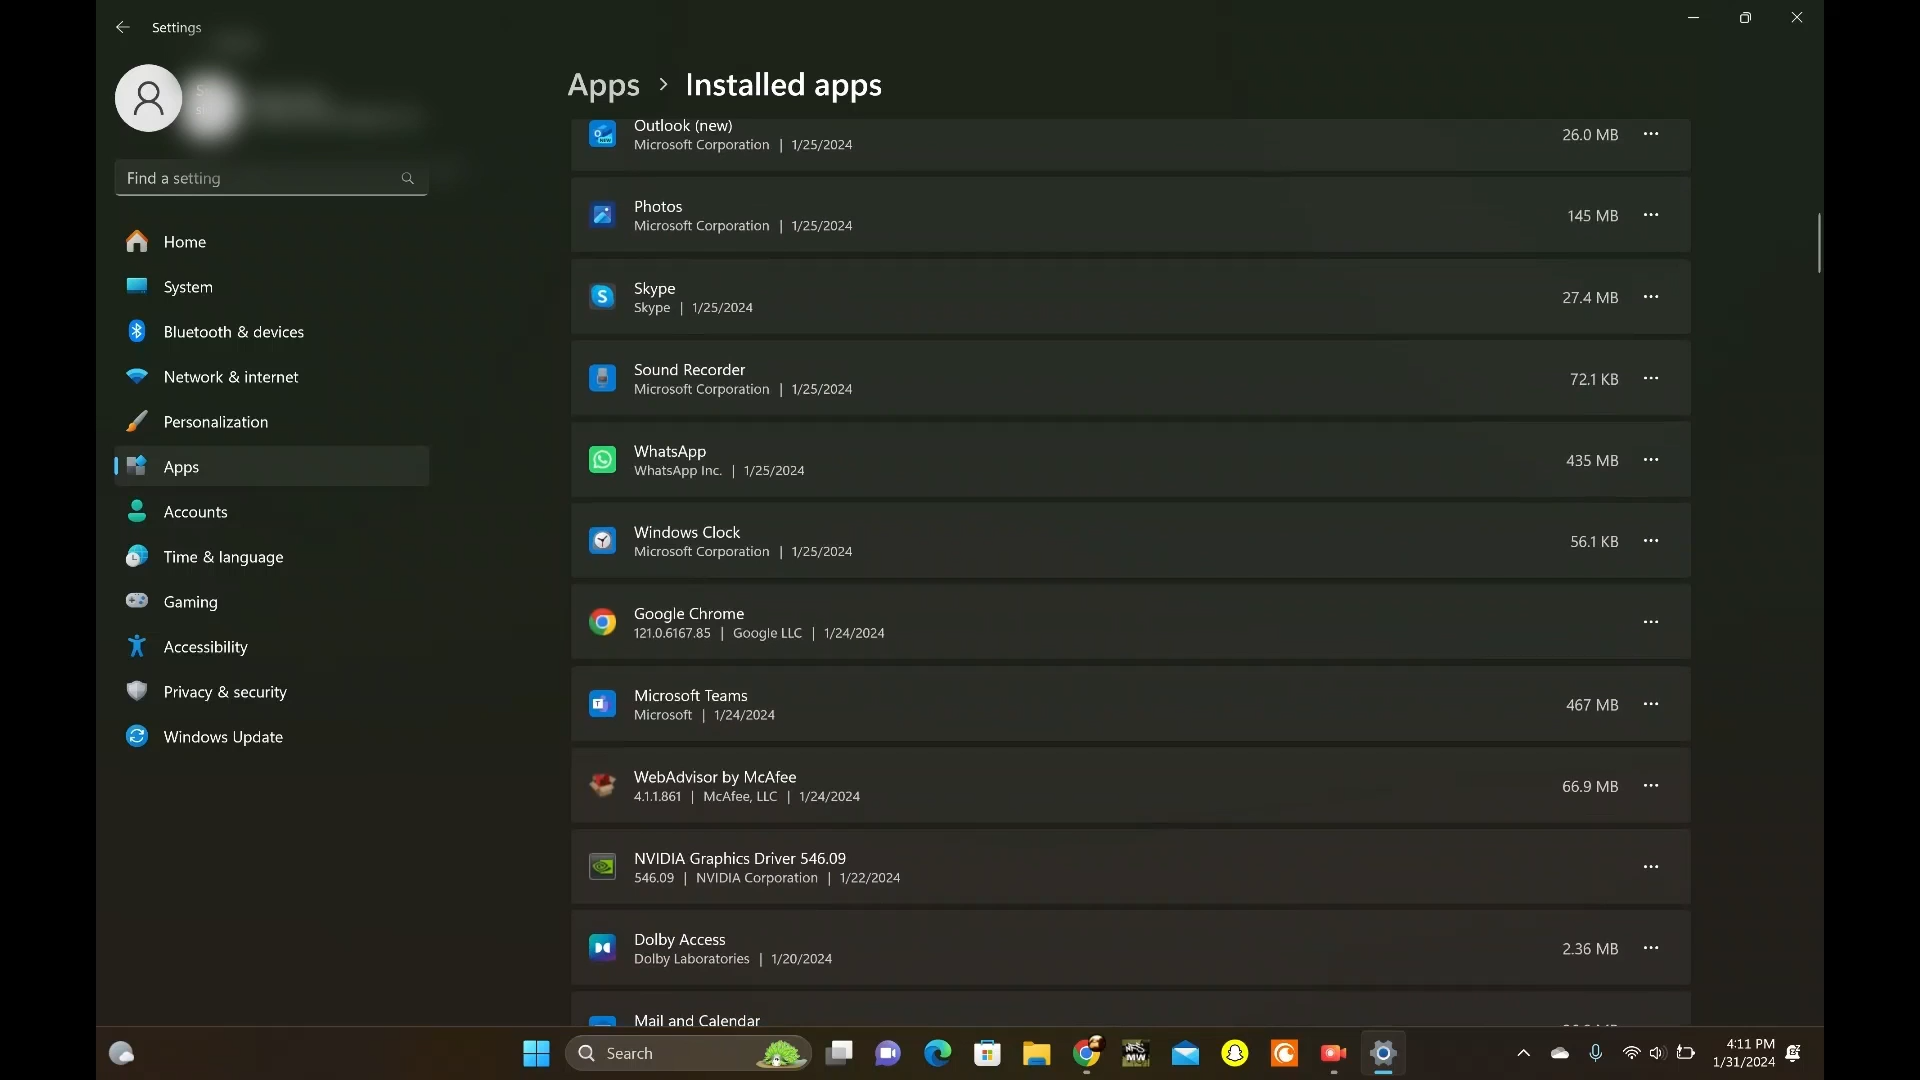 Settings
Find a setting
Home
System
Bluetooth & devices
Network & internet
Personalization
Apps
Accounts
Time & language
Gaming
Accessibility
Privacy & security
Windows Update
Apps > Installed apps
Outlook (new)
Microsoft Corporation | 1/25/2024
26.0 MB
Photos
Microsoft Corporation | 1/25/2024
145 MB
Skype
Skype | 1/25/2024
27.4 MB
Sound Recorder
Microsoft Corporation | 1/25/2024
72.1 KB
WhatsApp
WhatsApp Inc. | 1/25/2024
435 MB
Windows Clock
Microsoft Corporation | 1/25/2024
56.1 KB
Google Chrome
121.0.6167.85 | Google LLC | 1/24/2024
Microsoft Teams
Microsoft | 1/24/2024
467 MB
WebAdvisor by McAfee
4.1.1.861 | McAfee, LLC | 1/24/2024
66.9 MB
NVIDIA Graphics Driver 546.09
546.09 | NVIDIA Corporation | 1/22/2024
Dolby Access
Dolby Laboratories | 1/20/2024
2.36 MB
Mail and Calendar
Search
4:11 PM
1/31/2024